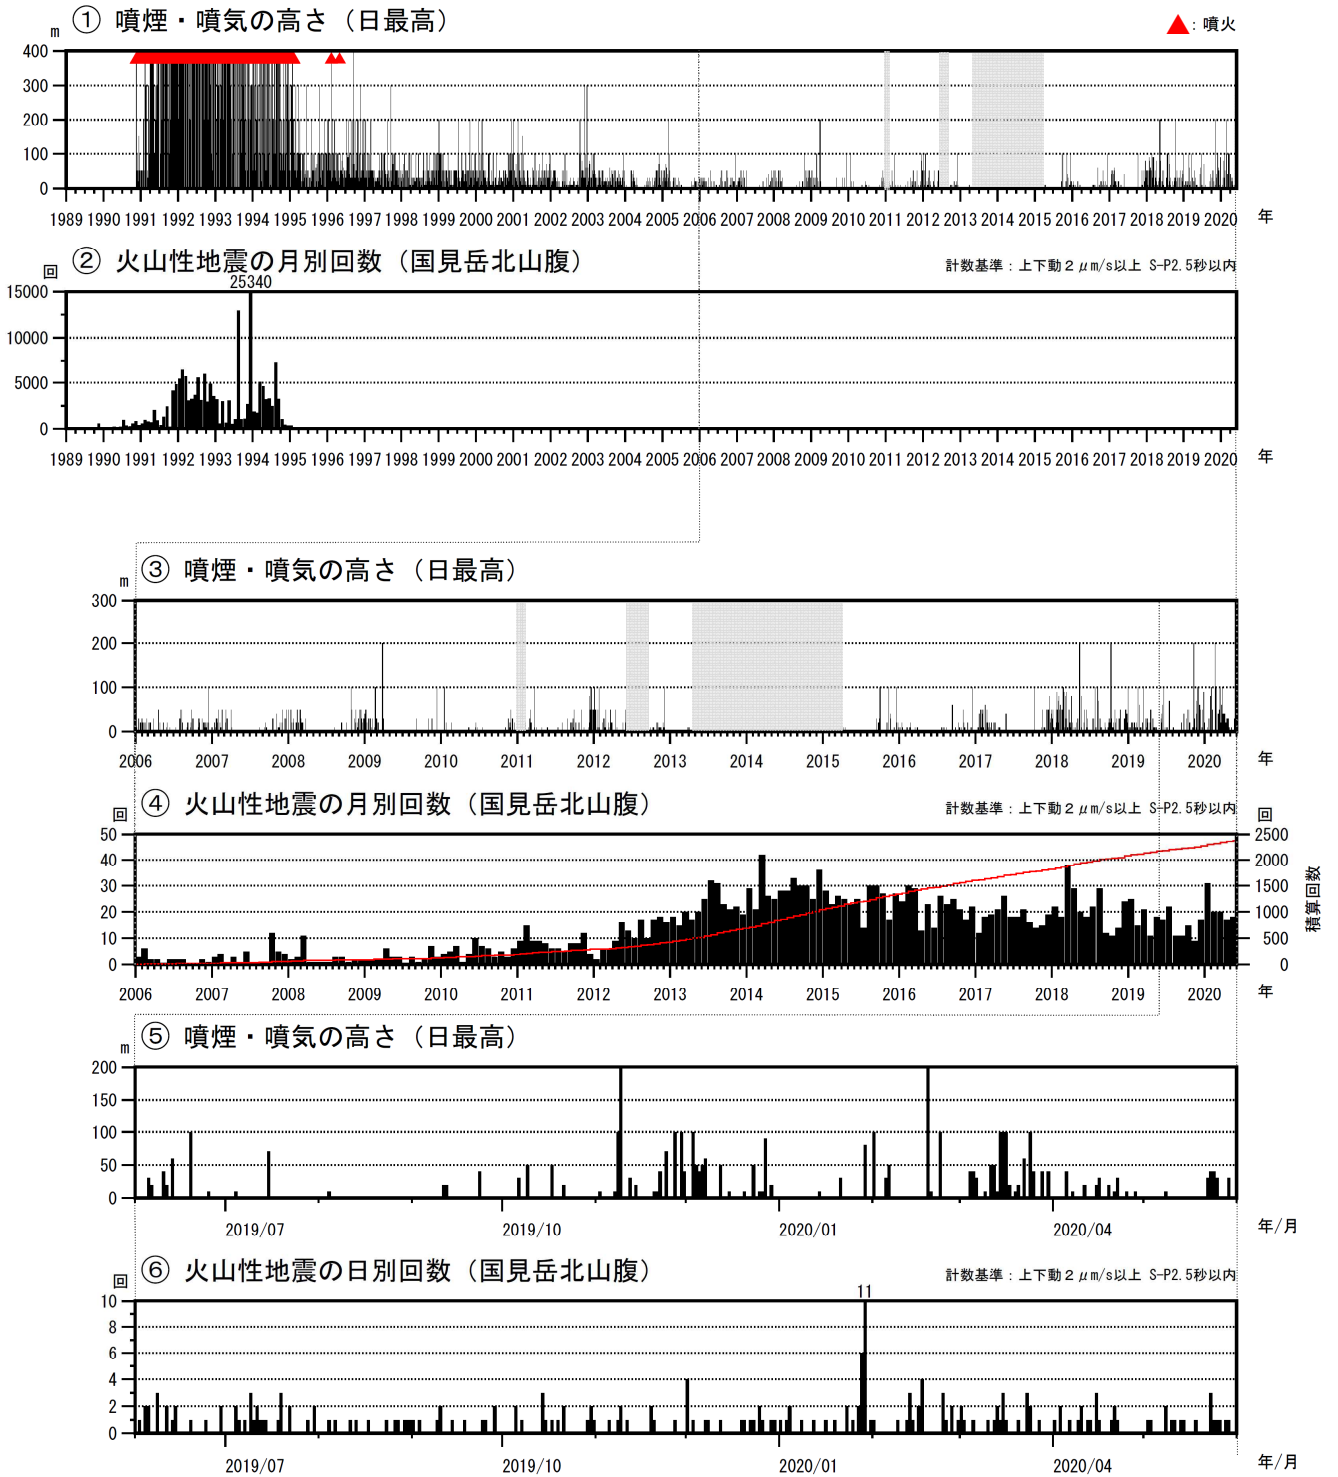 ① 噴煙・噴気の高さ（日最高）
▲：噴火
m
400
300
200
100
0
1989 1990 1991 1992 1993 1994 1995 1996 1997 1998 1999 2000 2001 2002 2003 2004 2005 2006 2007 2008 2009 2010 2011 2012 2013 2014 2015 2016 2017 2018 2019 2020 年
② 火山性地震の月別回数（国見岳北山腹）
計数基準：上下動２μm/s以上 S-P2.5秒以内
回
25340
15000
10000
5000
0
1989 1990 1991 1992 1993 1994 1995 1996 1997 1998 1999 2000 2001 2002 2003 2004 2005 2006 2007 2008 2009 2010 2011 2012 2013 2014 2015 2016 2017 2018 2019 2020 年
③ 噴煙・噴気の高さ（日最高）
m
300
200
100
0
2006 2007 2008 2009 2010 2011 2012 2013 2014 2015 2016 2017 2018 2019 2020 年
④ 火山性地震の月別回数（国見岳北山腹）
計数基準：上下動２μm/s以上 S-P2.5秒以内
回 回
50 2500
40 2000
30 1500
20 1000
10 500
0 0
積算回数
2006 2007 2008 2009 2010 2011 2012 2013 2014 2015 2016 2017 2018 2019 2020 年
⑤ 噴煙・噴気の高さ（日最高）
m
200
150
100
50
0
2019/07 2019/10 2020/01 2020/04 年/月
⑥ 火山性地震の日別回数（国見岳北山腹）
計数基準：上下動２μm/s以上 S-P2.5秒以内
回
11
10
8
6
4
2
0
2019/07 2019/10 2020/01 2020/04 年/月